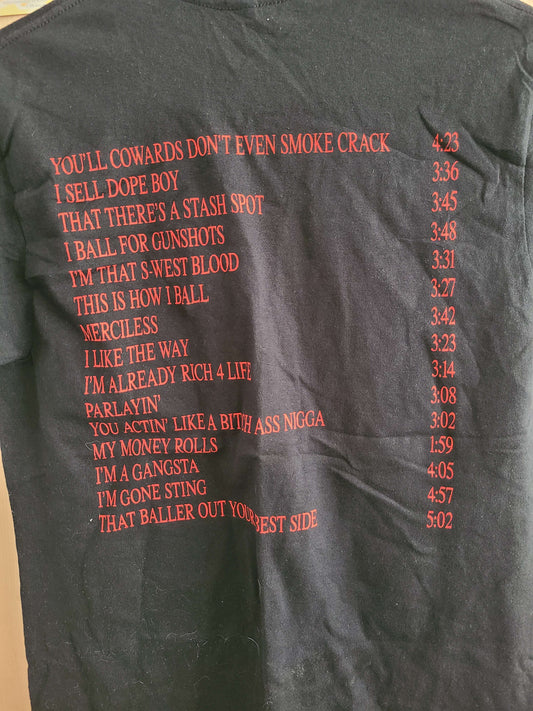 YOU'LL COWARDS DON'T EVEN SMOKE CRACK 4:23
I SELL DOPE BOY 3:36
THAT THERE'S A STASH SPOT 3:45
I BALL FOR GUNSHOTS 3:48
I'M THAT S-WEST BLOOD 3:31
THIS IS HOW I BALL 3:27
MERCILESS 3:42
I LIKE THE WAY 3:23
I'M ALREADY RICH 4 LIFE 3:14
PARLAYIN' 3:08
YOU ACTIN' LIKE A BITCH ASS NIGGA 3:02
MY MONEY ROLLS 1:59
I'M A GANGSTA 4:05
I'M GONE STING 4:57
THAT BALLER OUT YOUR BEST SIDE 5:02